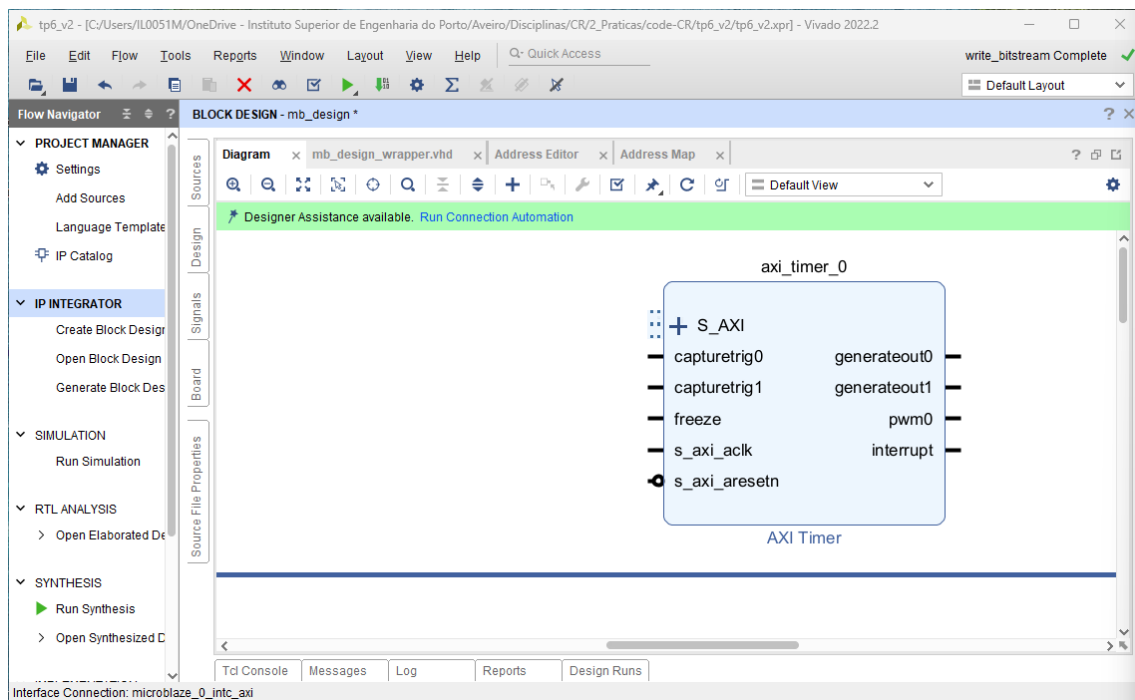 tp6_v2 - [C:/Users/IL0051M/OneDrive - Instituto Superior de Engenharia do Porto/Aveiro/Disciplinas/CR/2_Praticas/code-CR/tp6_v2/tp6_v2.xpr] - Vivado 2022.2
File Edit Flow Tools Reports Window Layout View Help Q- Quick Access write_bitstream Complete
Default Layout
Flow Navigator ? BLOCK DESIGN - mb_design * ?
PROJECT MANAGER
Settings
Add Sources
Language Template
IP Catalog
IP INTEGRATOR
Create Block Design
Open Block Design
Generate Block Des
SIMULATION
Run Simulation
RTL ANALYSIS
Open Elaborated De
SYNTHESIS
Run Synthesis
Open Synthesized D
Sources
Design
Signals
Board
Source File Properties
Diagram mb_design_wrapper.vhd Address Editor Address Map ?
Default View
Designer Assistance available. Run Connection Automation
axi_timer_0
S_AXI
capturetrig0 generateout0
capturetrig1 generateout1
freeze pwm0
s_axi_aclk interrupt
s_axi_aresetn
AXI Timer
Tcl Console Messages Log Reports Design Runs
Interface Connection: microblaze_0_intc_axi